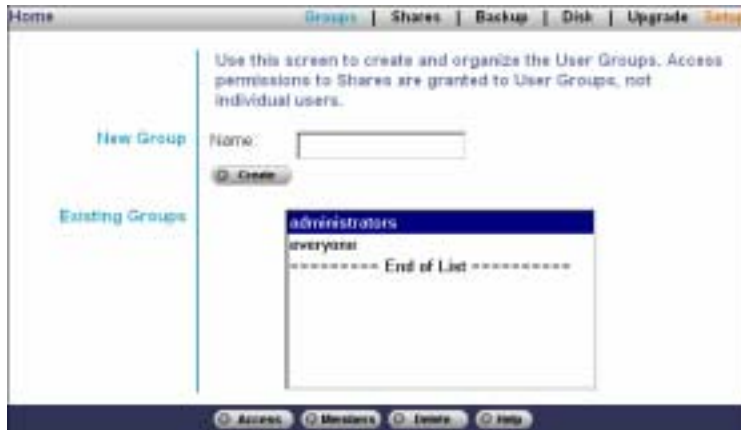 Home Groups | Shares | Backup | Disk | Upgrade Setup
Use this screen to create and organize the User Groups. Access
permissions to Shares are granted to User Groups, not
individual users.
New Group Name:
Create
Existing Groups
administrators
everyone
--------- End of List ----------
Access Members Delete Help